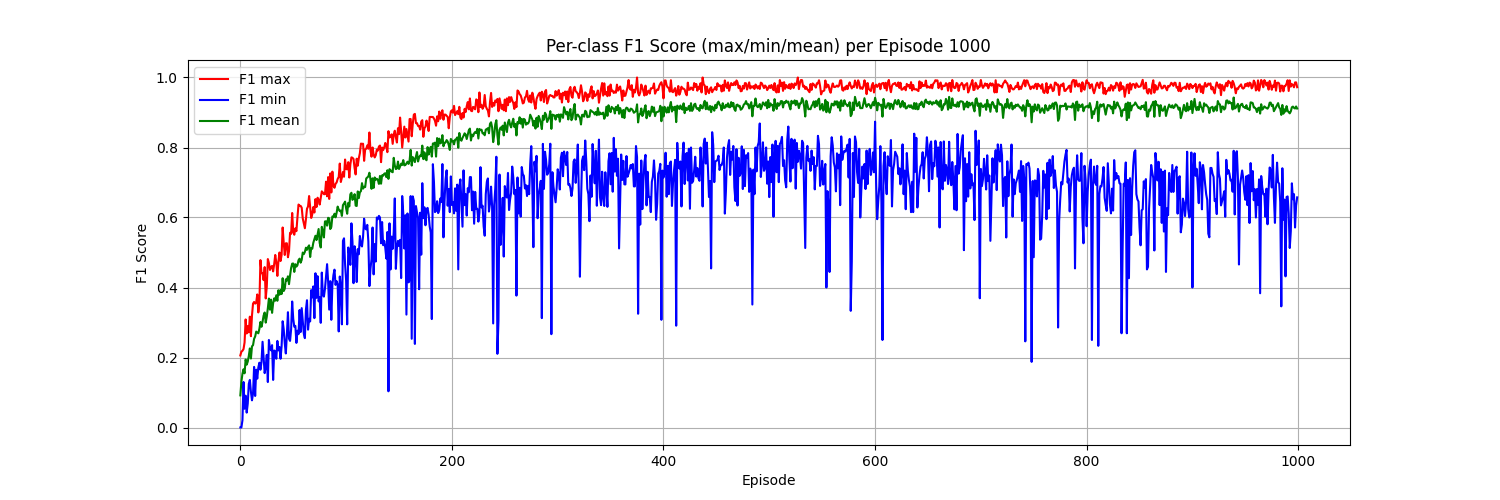 Per-class F1 Score (max/min/mean) per Episode 1000
F1 max
F1 min
F1 mean
1.0
0.8
0.6
0.4
0.2
0.0
F1 Score
0 200 400 600 800 1000
Episode